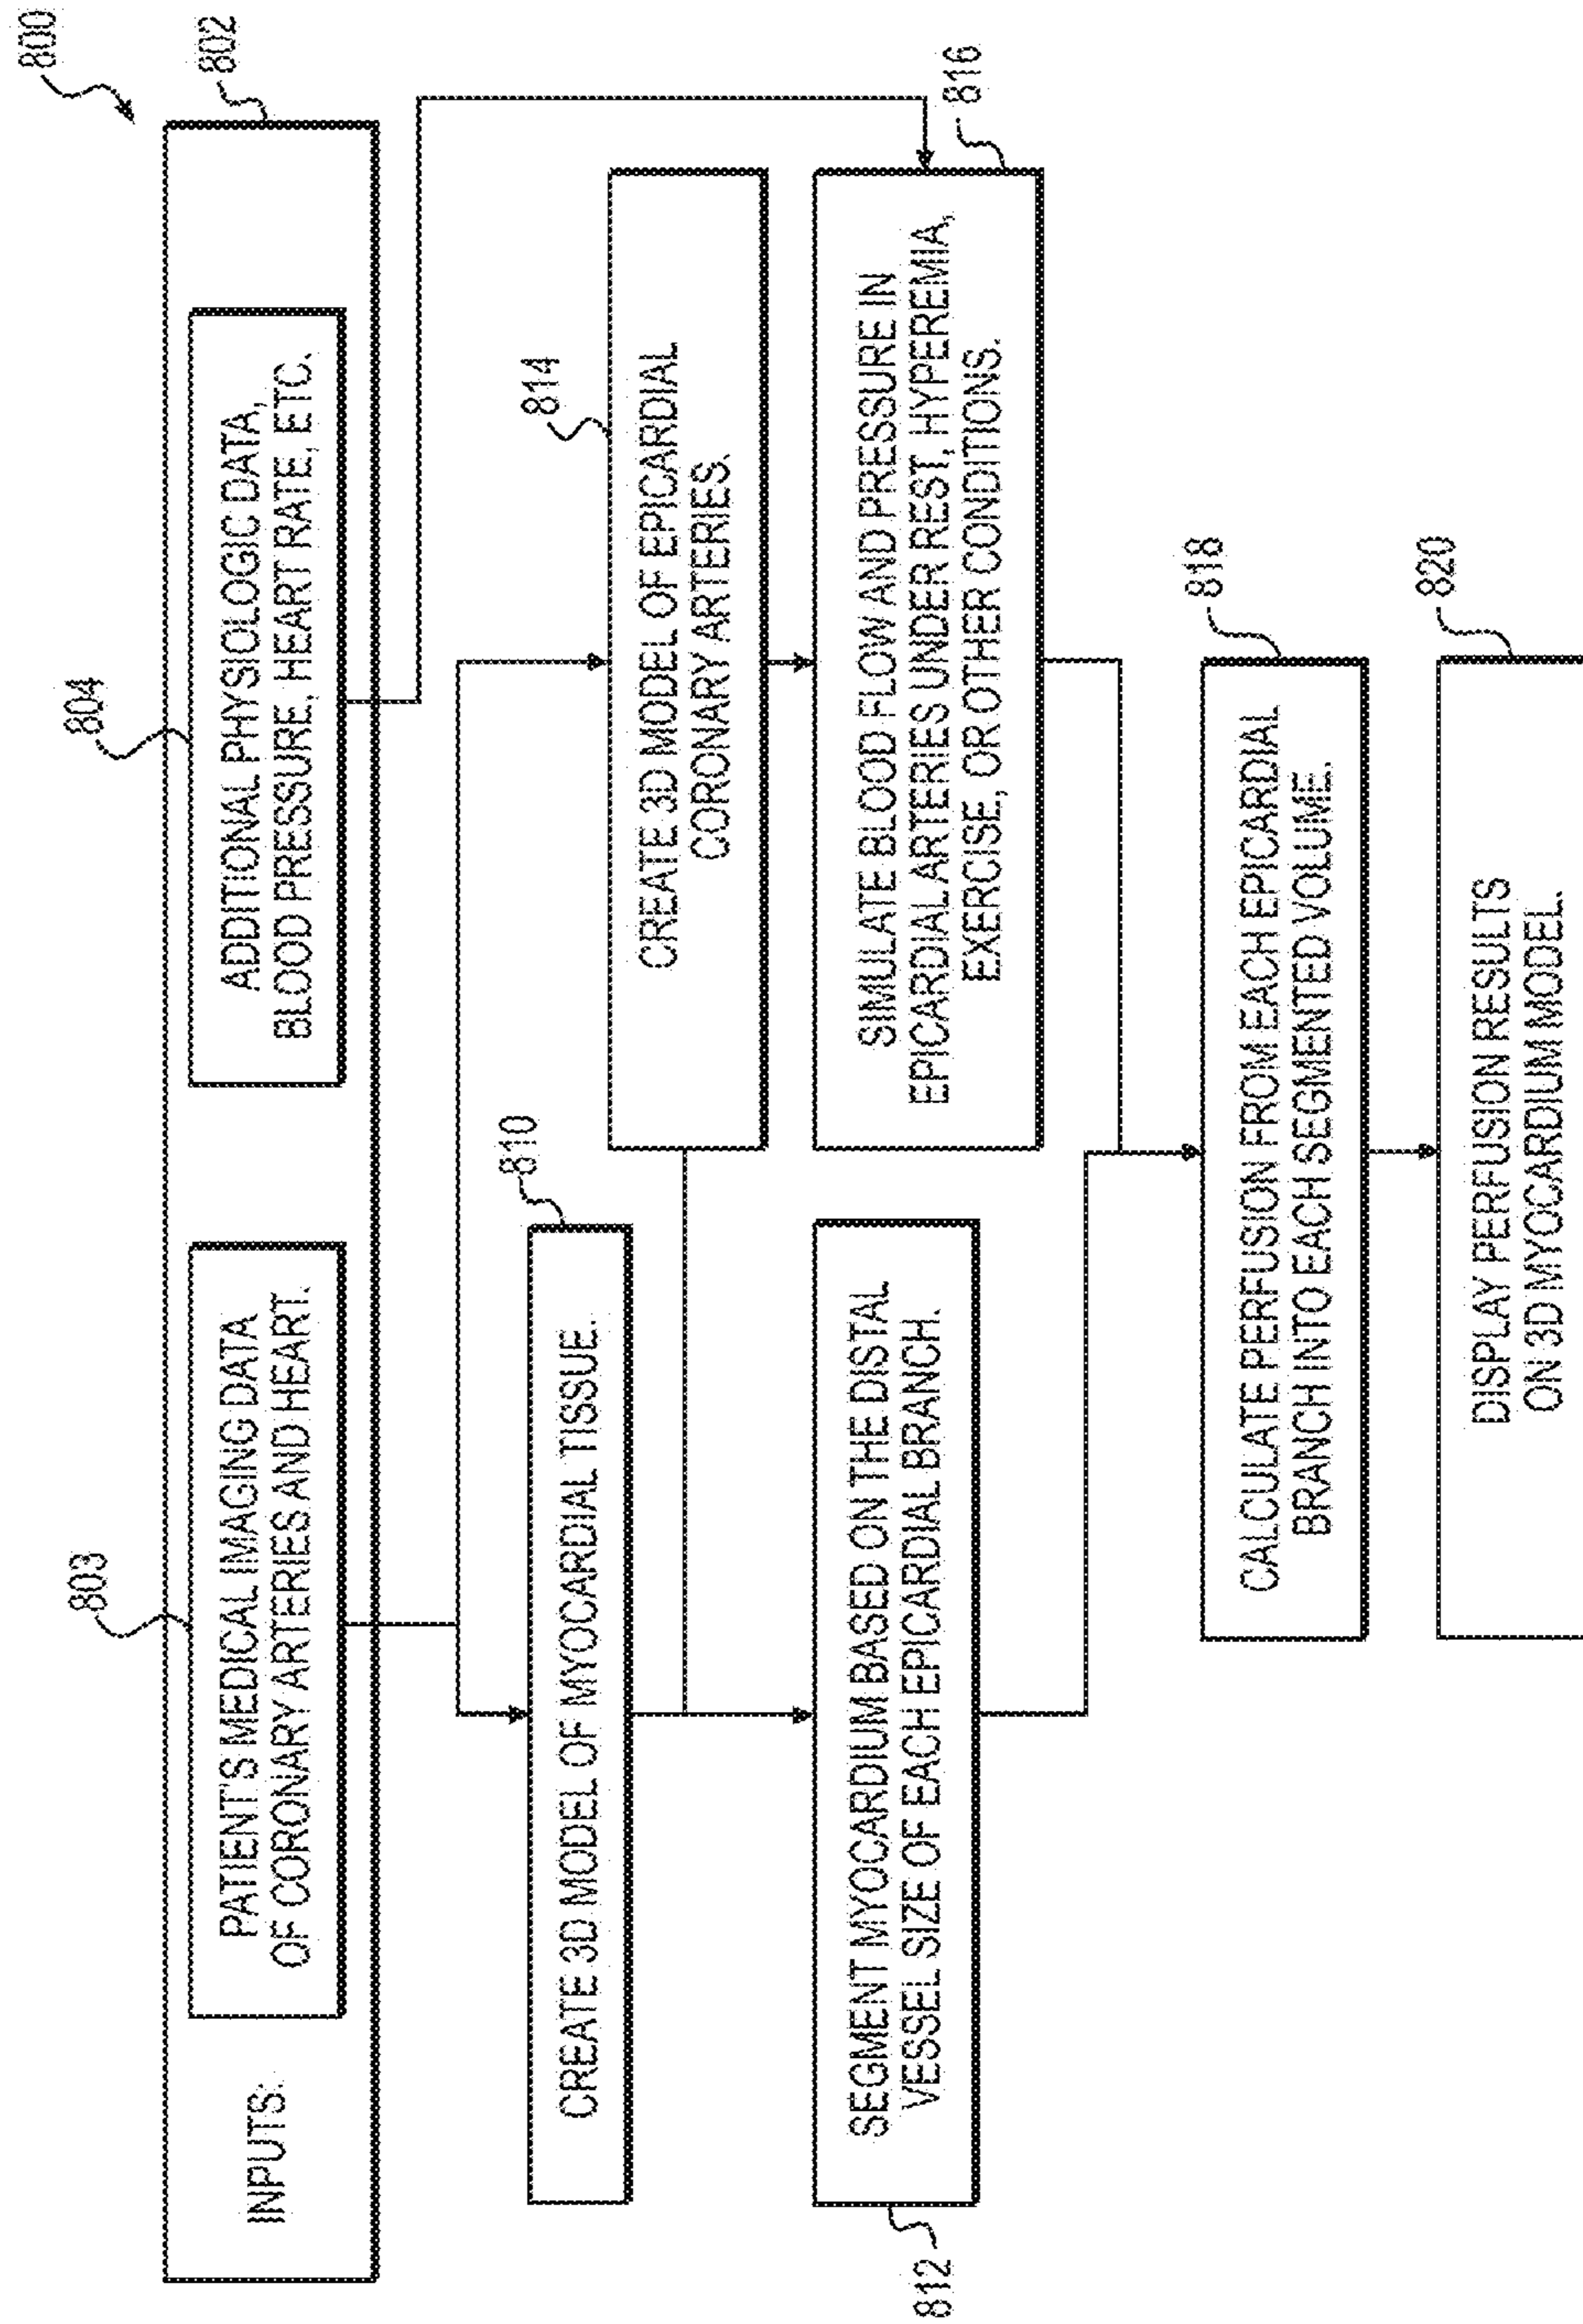 800
802
INPUTS:
803
PATIENT'S MEDICAL IMAGING DATA
OF CORONARY ARTERIES AND HEART.
804
ADDITIONAL PHYSIOLOGIC DATA,
BLOOD PRESSURE, HEART RATE, ETC.
810
CREATE 3D MODEL OF MYOCARDIAL TISSUE.
814
CREATE 3D MODEL OF EPICARDIAL
CORONARY ARTERIES.
812
SEGMENT MYOCARDIUM BASED ON THE DISTAL
VESSEL SIZE OF EACH EPICARDIAL BRANCH.
816
SIMULATE BLOOD FLOW AND PRESSURE IN
EPICARDIAL ARTERIES UNDER REST, HYPEREMIA,
EXERCISE, OR OTHER CONDITIONS.
818
CALCULATE PERFUSION FROM EACH EPICARDIAL
BRANCH INTO EACH SEGMENTED VOLUME.
820
DISPLAY PERFUSION RESULTS
ON 3D MYOCARDIUM MODEL.